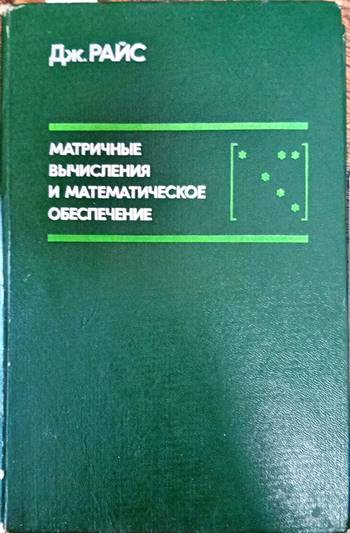 Дж. РАЙС
МАТРИЧНЫЕ
ВЫЧИСЛЕНИЯ
И МАТЕМАТИЧЕСКОЕ
ОБЕСПЕЧЕНИЕ